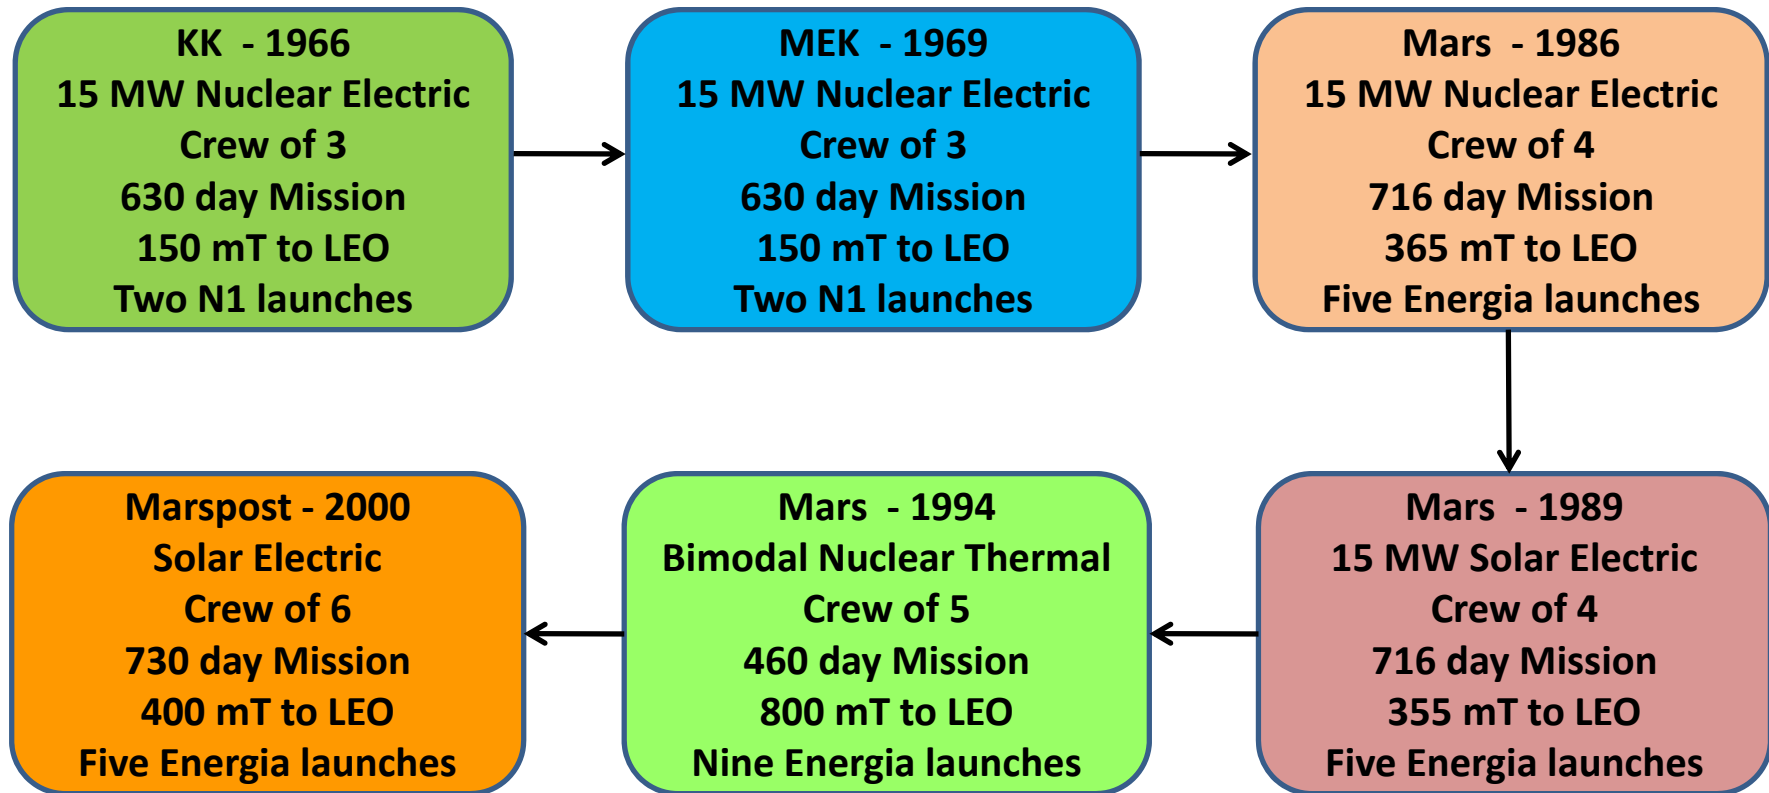 KK - 1966
15 MW Nuclear Electric
Crew of 3
630 day Mission
150 mT to LEO
Two N1 launches
MEK - 1969
15 MW Nuclear Electric
Crew of 3
630 day Mission
150 mT to LEO
Two N1 launches
Mars - 1986
15 MW Nuclear Electric
Crew of 4
716 day Mission
365 mT to LEO
Five Energia launches
Mars - 1989
15 MW Solar Electric
Crew of 4
716 day Mission
355 mT to LEO
Five Energia launches
Mars - 1994
Bimodal Nuclear Thermal
Crew of 5
460 day Mission
800 mT to LEO
Nine Energia launches
Marspost - 2000
Solar Electric
Crew of 6
730 day Mission
400 mT to LEO
Five Energia launches